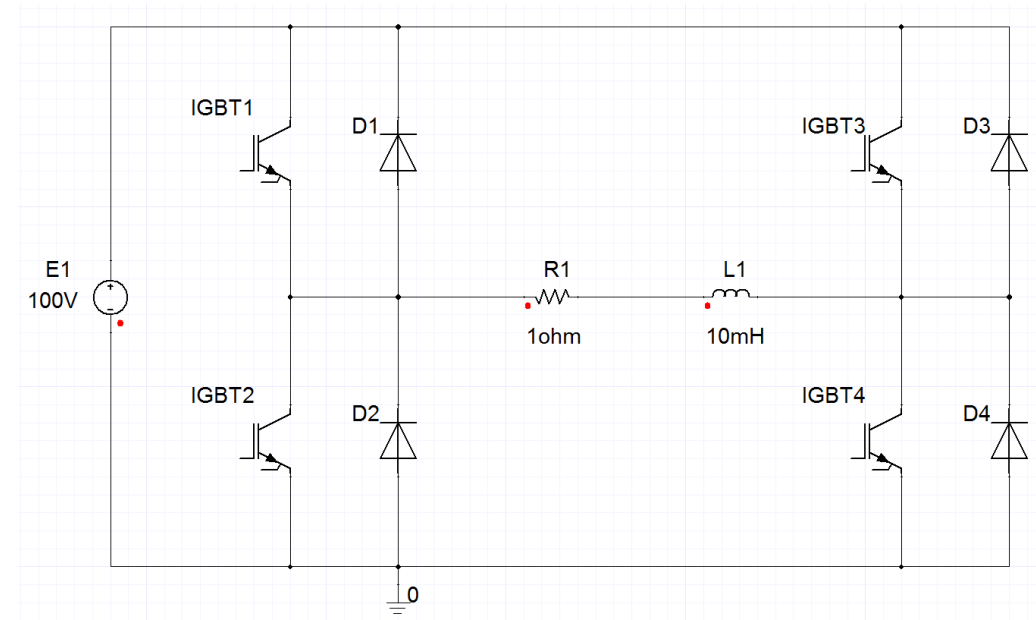 IGBT1
D1
IGBT3
D3
E1
100V
+
-
R1
1ohm
L1
10mH
IGBT2
D2
IGBT4
D4
0